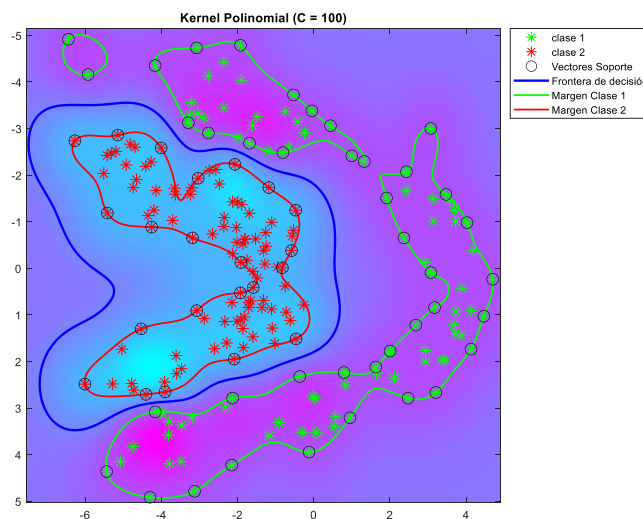 Kernel Polinomial (C = 100)
clase 1
clase 2
Vectores Soporte
Frontera de decisión
Margen Clase 1
Margen Clase 2
-5
-4
-3
-2
-1
0
1
2
3
4
5
-6 -4 -2 0 2 4